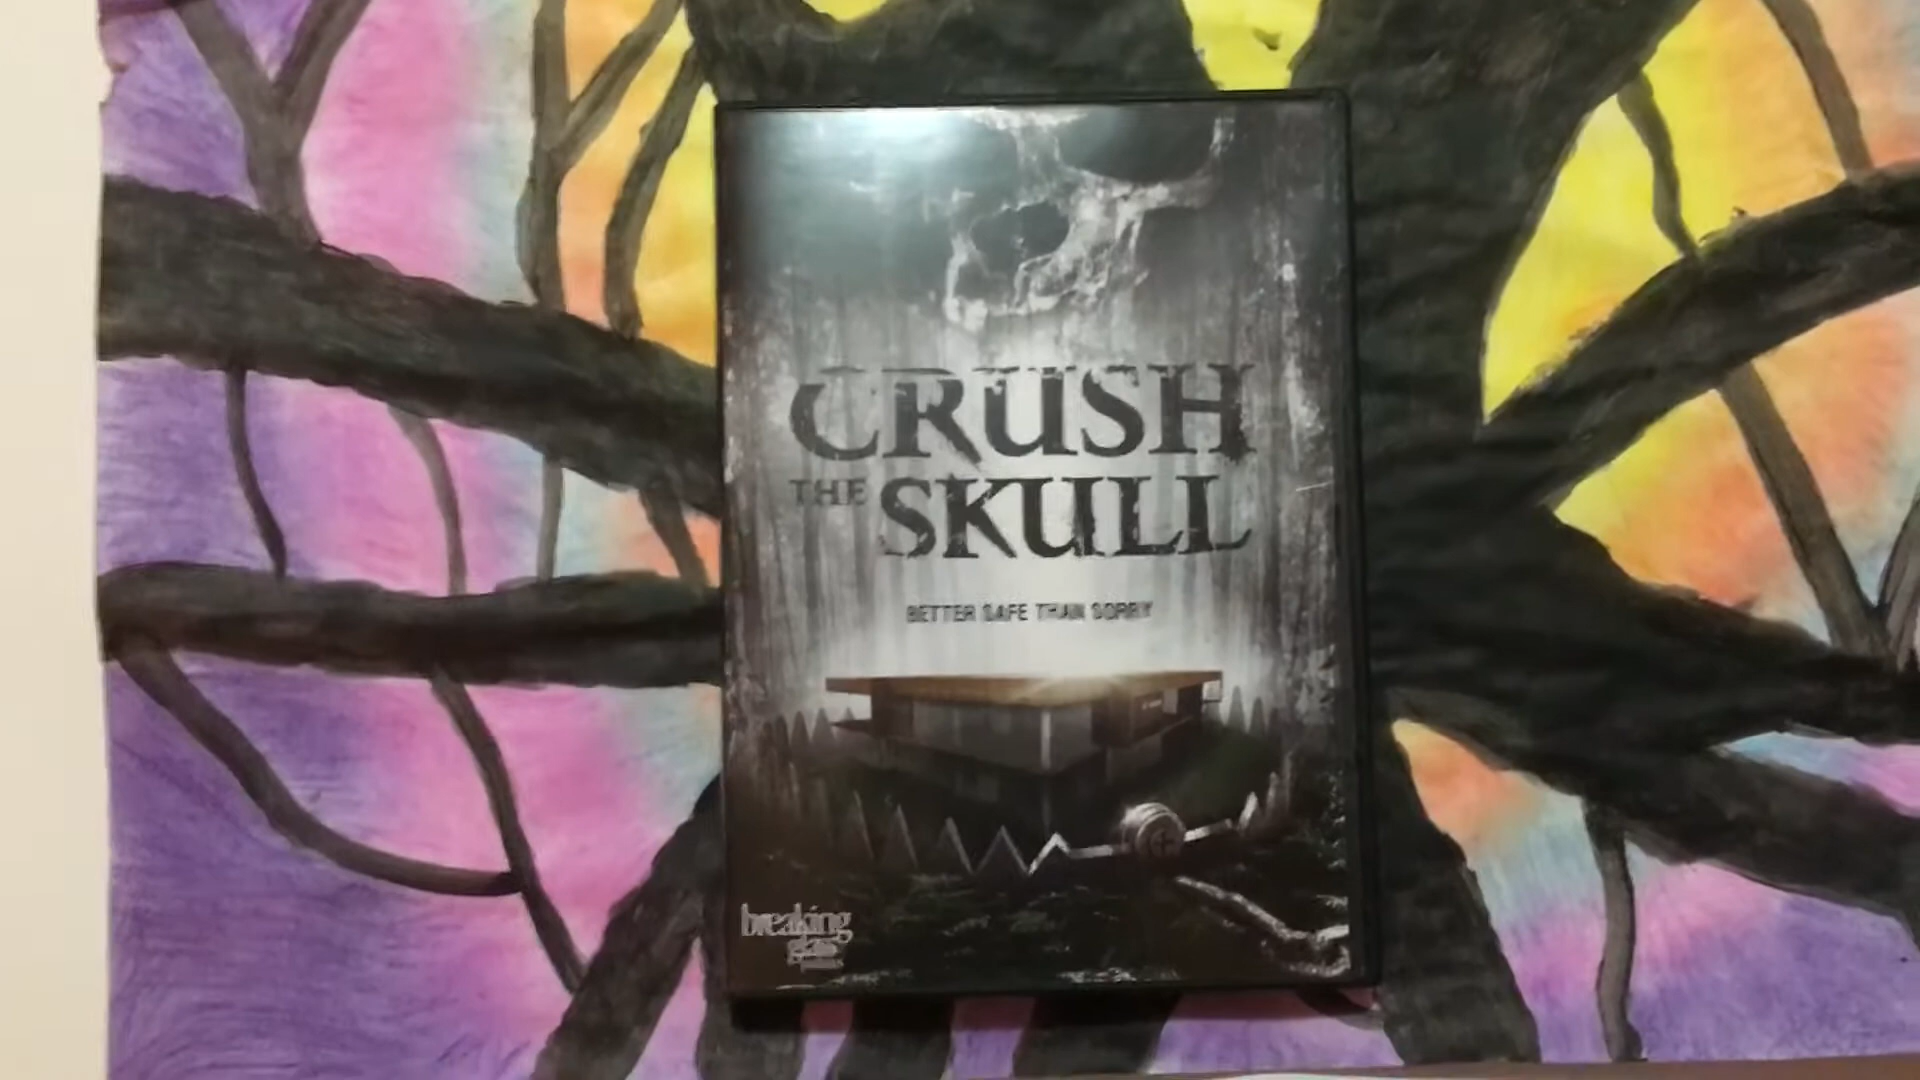 CRUSH
THE SKULL
BETTER SAFE THAN SORRY
breaking
glass